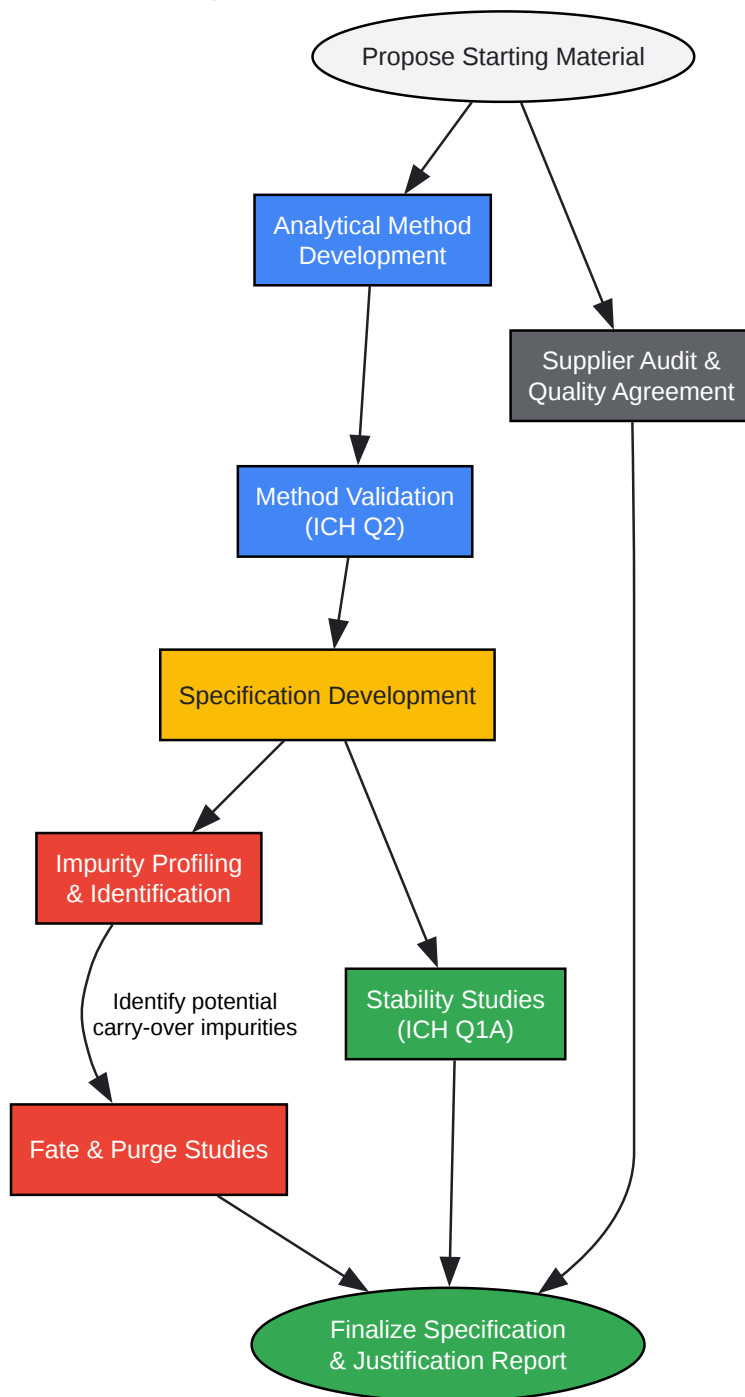 Propose Starting Material
Analytical Method
Development
Supplier Audit &
Quality Agreement
Method Validation
(ICH Q2)
Specification Development
Impurity Profiling
& Identification
Identify potential
carry-over impurities
Stability Studies
(ICH Q1A)
Fate & Purge Studies
Finalize Specification
& Justification Report